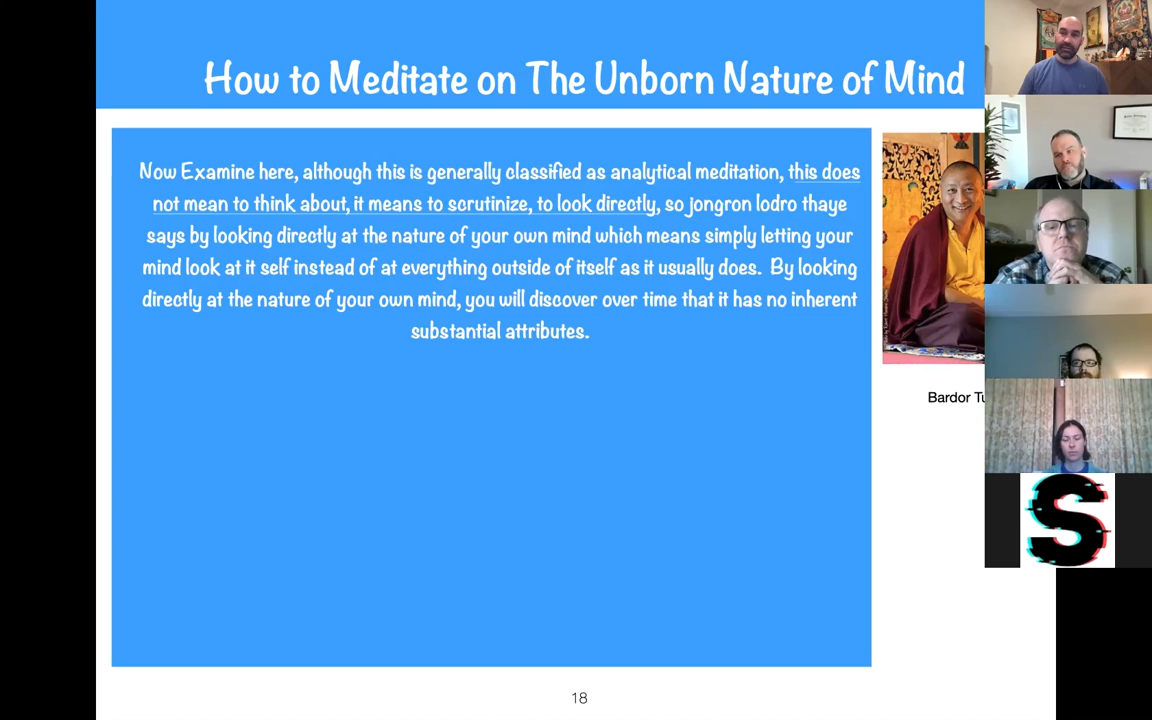 How to Meditate on The Unborn Nature of Mind
Now Examine here, although this is generally classified as analytical meditation, this does
not mean to think about, it means to scrutinize, to look directly, so jongron lodro thaye
says by looking directly at the nature of your own mind which means simply letting your
mind look at it self instead of at everything outside of itself as it usually does. By looking
directly at the nature of your own mind, you will discover over time that it has no inherent
substantial attributes.
Bardor
S
18